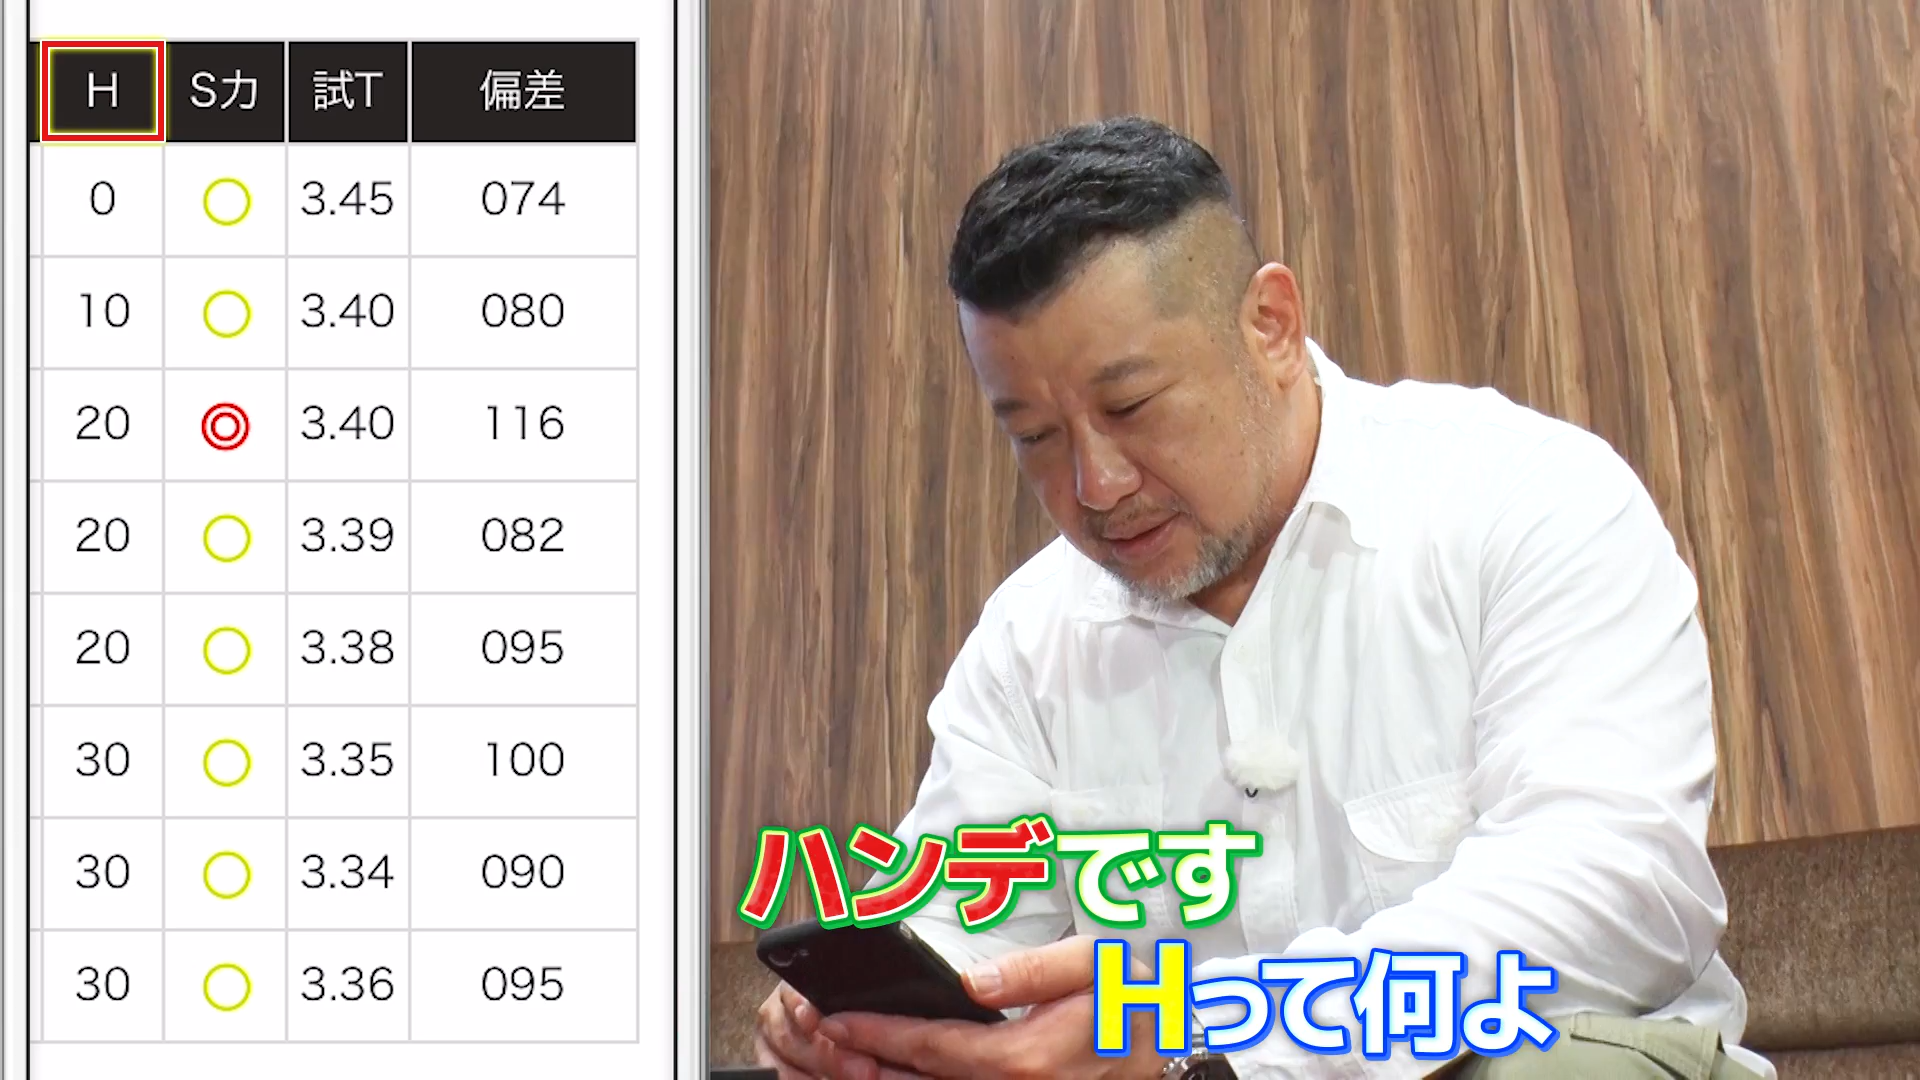 H S力 試T 偏差
0 ○ 3.45 074
10 ○ 3.40 080
20 ◎ 3.40 116
20 ○ 3.39 082
20 ○ 3.38 095
30 ○ 3.35 100
30 ○ 3.34 090
30 ○ 3.36 095
ハンデです
Hって何よ